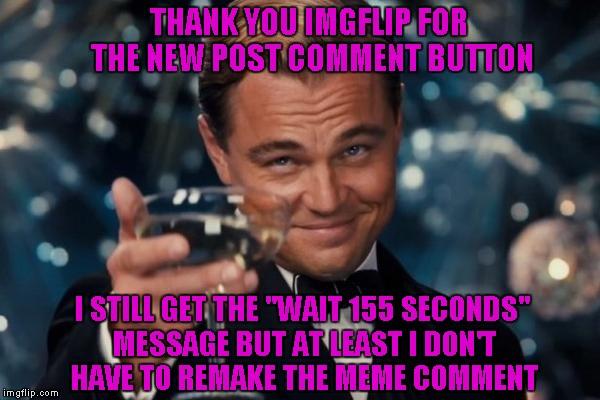 THANK YOU IMGFLIP FOR
THE NEW POST COMMENT BUTTON
I STILL GET THE "WAIT 155 SECONDS"
MESSAGE BUT AT LEAST I DON'T
HAVE TO REMAKE THE MEME COMMENT
imgflip.com